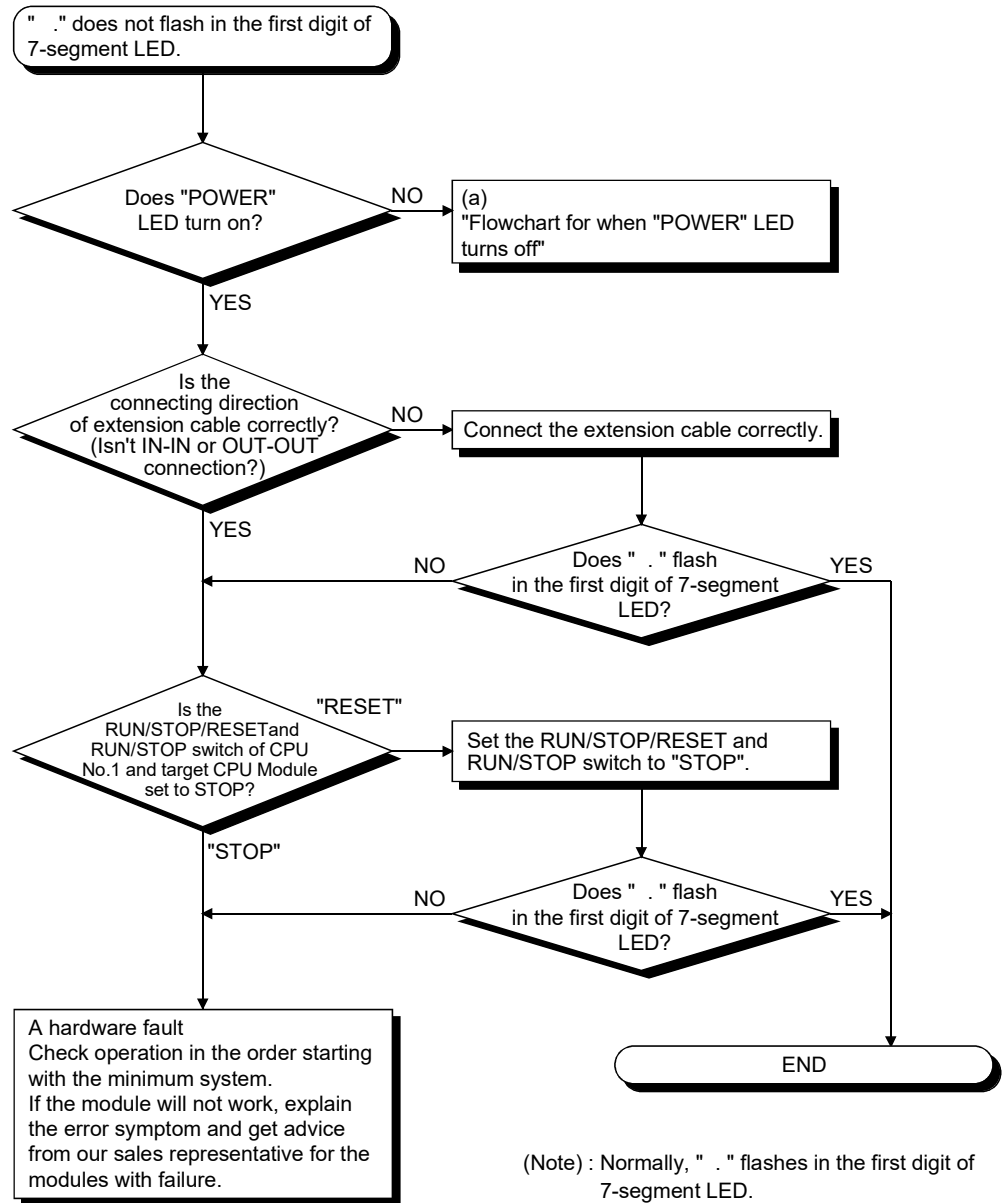 " ." does not flash in the first digit of
7-segment LED.
Does "POWER"
LED turn on?
NO
(a)
"Flowchart for when "POWER" LED
turns off"
YES
Is the
connecting direction
of extension cable correctly?
(Isn't IN-IN or OUT-OUT
connection?)
NO
Connect the extension cable correctly.
YES
NO
Does " . " flash
in the first digit of 7-segment
LED?
YES
Is the
RUN/STOP/RESETand
RUN/STOP switch of CPU
No.1 and target CPU Module
set to STOP?
"RESET"
Set the RUN/STOP/RESET and
RUN/STOP switch to "STOP".
"STOP"
NO
Does " . " flash
in the first digit of 7-segment
LED?
YES
A hardware fault
Check operation in the order starting
with the minimum system.
If the module will not work, explain
the error symptom and get advice
from our sales representative for the
modules with failure.
END
(Note) : Normally, " . " flashes in the first digit of
7-segment LED.